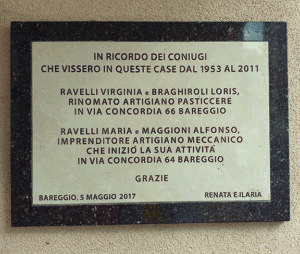 IN RICORDO DEI CONIUGI
CHE VISSERO IN QUESTE CASE DAL 1953 AL 2011
RAVELLI VIRGINIA e BRAGHIROLI LORIS,
RINOMATO ARTIGIANO PASTICCERE
IN VIA CONCORDIA 66 BAREGGIO
RAVELLI MARIA e MAGGIONI ALFONSO,
IMPRENDITORE ARTIGIANO MECCANICO
CHE INIZIÒ LA SUA ATTIVITÀ
IN VIA CONCORDIA 64 BAREGGIO
GRAZIE
BAREGGIO, 5 MAGGIO 2017 RENATA E ILARIA